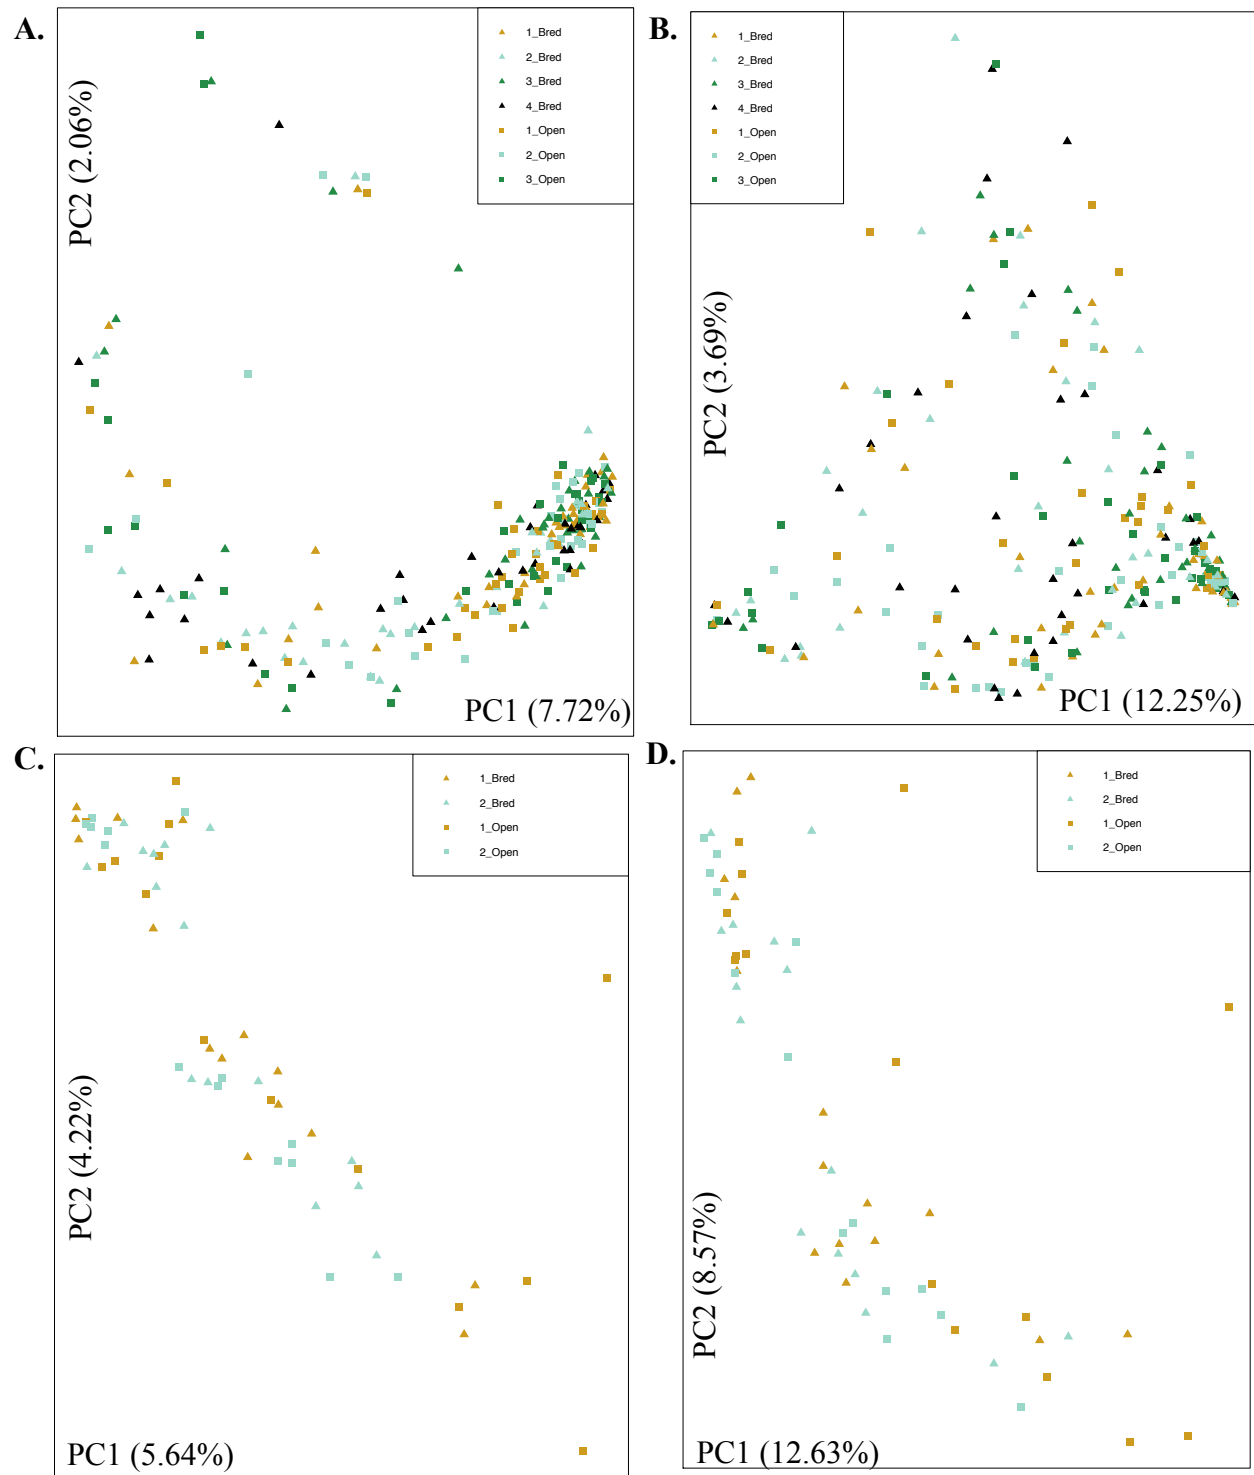 A.
1_Bred
2_Bred
3_Bred
4_Bred
1_Open
2_Open
3_Open
PC2 (2.06%)
PC1 (7.72%)
B.
1_Bred
2_Bred
3_Bred
4_Bred
1_Open
2_Open
3_Open
PC2 (3.69%)
PC1 (12.25%)
C.
1_Bred
2_Bred
1_Open
2_Open
PC2 (4.22%)
PC1 (5.64%)
D.
1_Bred
2_Bred
1_Open
2_Open
PC2 (8.57%)
PC1 (12.63%)